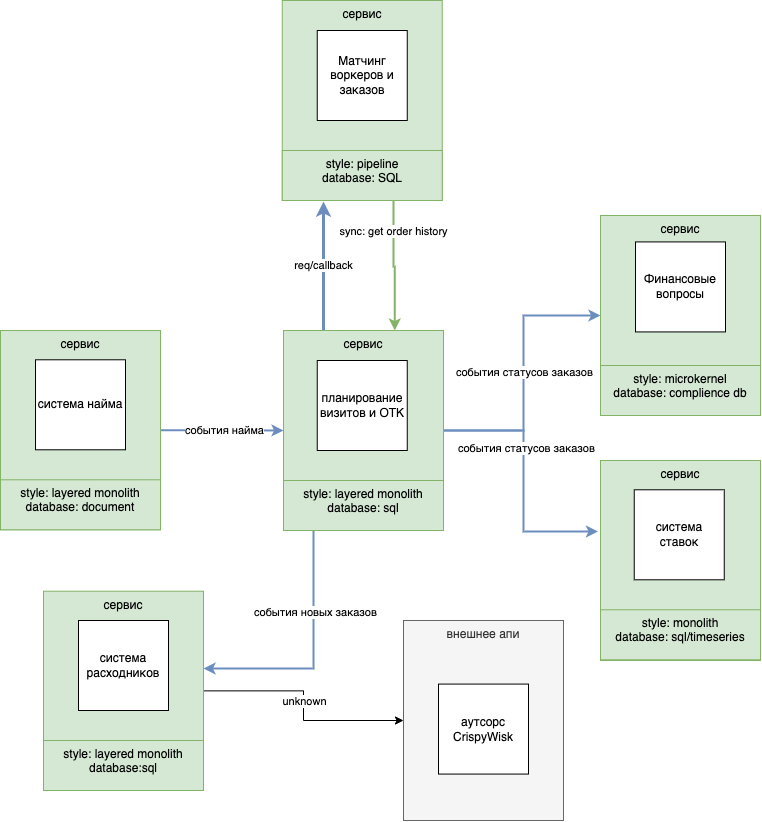 сервис
Матчинг
воркеров и
заказов
style: pipeline
database: SQL
sync: get order history
req/callback
сервис
Финансовые
вопросы
style: microkernel
database: complience db
сервис
система найма
style: layered monolith
database: document
события найма
сервис
планирование
визитов и ОТК
style: layered monolith
database: sql
события статусов заказов
события статусов заказов
сервис
система
ставок
style: monolith
database: sql/timeseries
события новых заказов
сервис
система
расходников
style: layered monolith
database:sql
unknown
внешнее апи
аутсорс
CrispyWisk